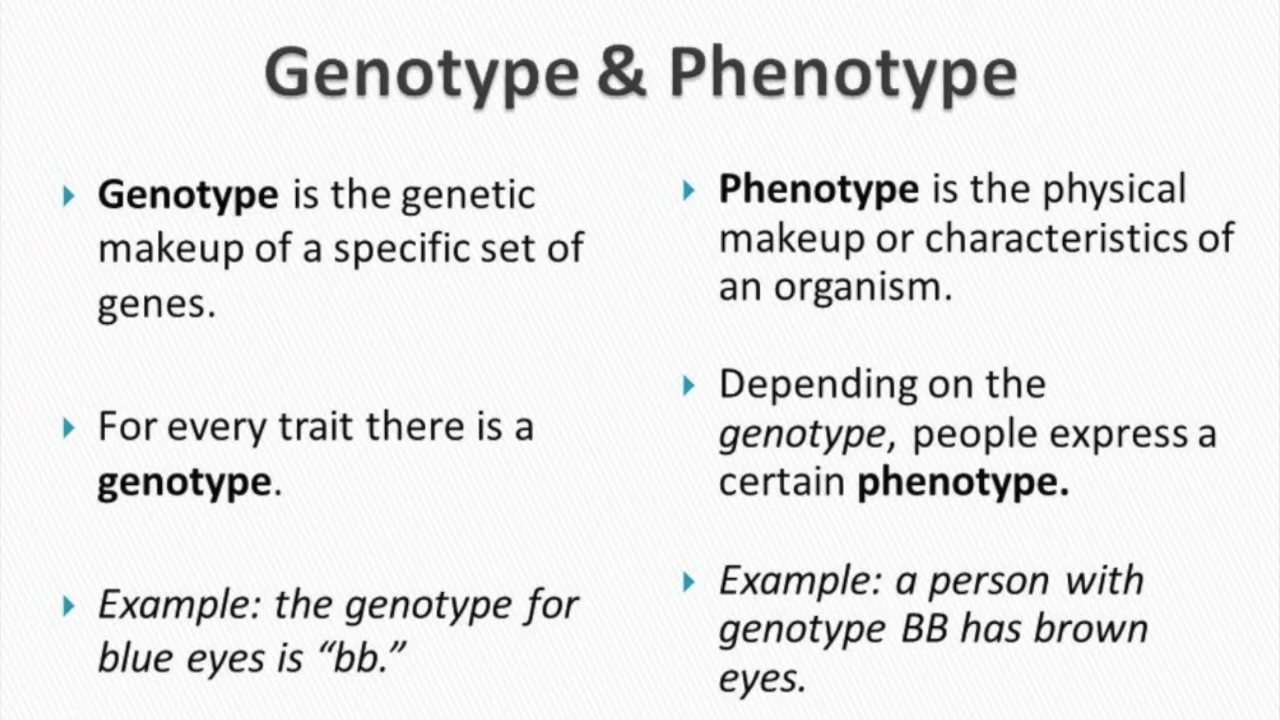 Genotype & Phenotype
Genotype is the genetic
makeup of a specific set of
genes.
For every trait there is a
genotype.
Example: the genotype for
blue eyes is “bb.”
Phenotype is the physical
makeup or characteristics of
an organism.
Depending on the
genotype, people express a
certain phenotype.
Example: a person with
genotype BB has brown
eyes.